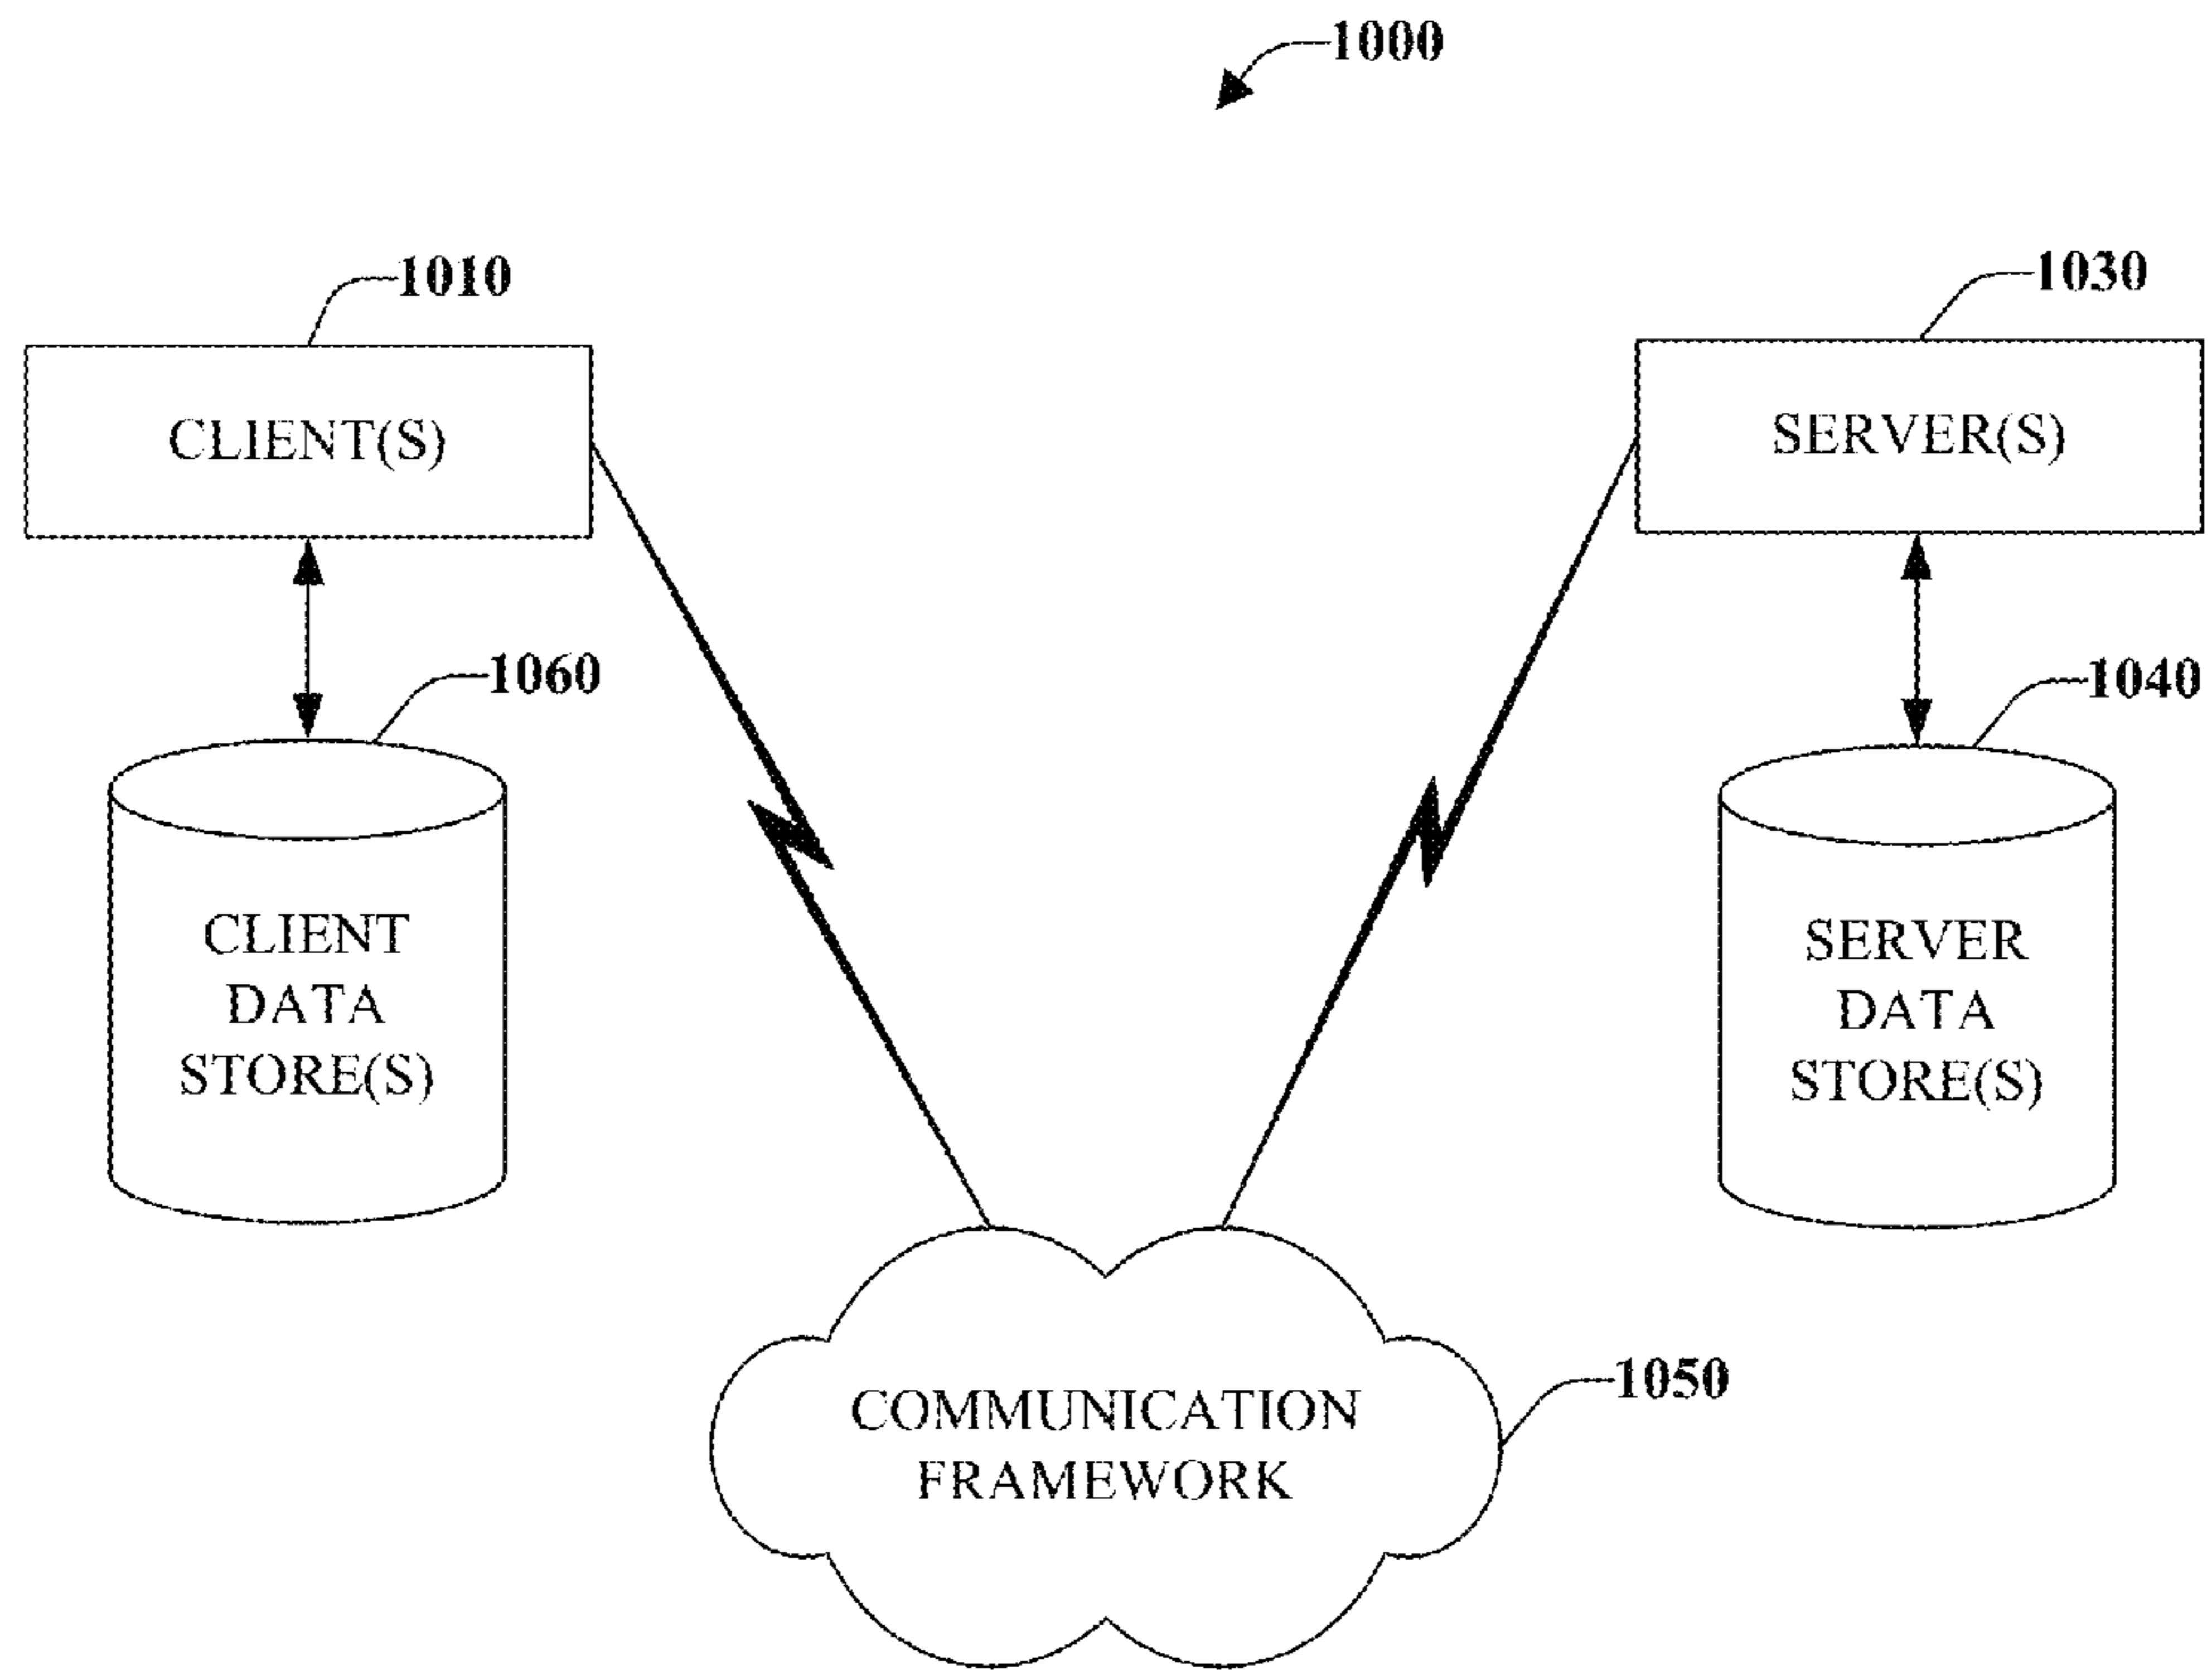 1000
1010
1030
CLIENT(S)
SERVER(S)
1060
1040
CLIENT
DATA
STORE(S)
SERVER
DATA
STORE(S)
1050
COMMUNICATION
FRAMEWORK